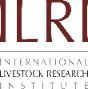 ILRI
INTERNATIONAL
LIVESTOCK RESEARCH
INSTITUTE